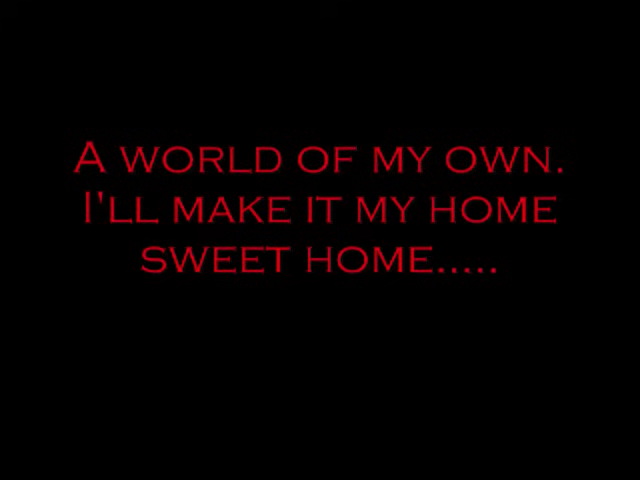 A WORLD OF MY OWN.
I'LL MAKE IT MY HOME
SWEET HOME.....